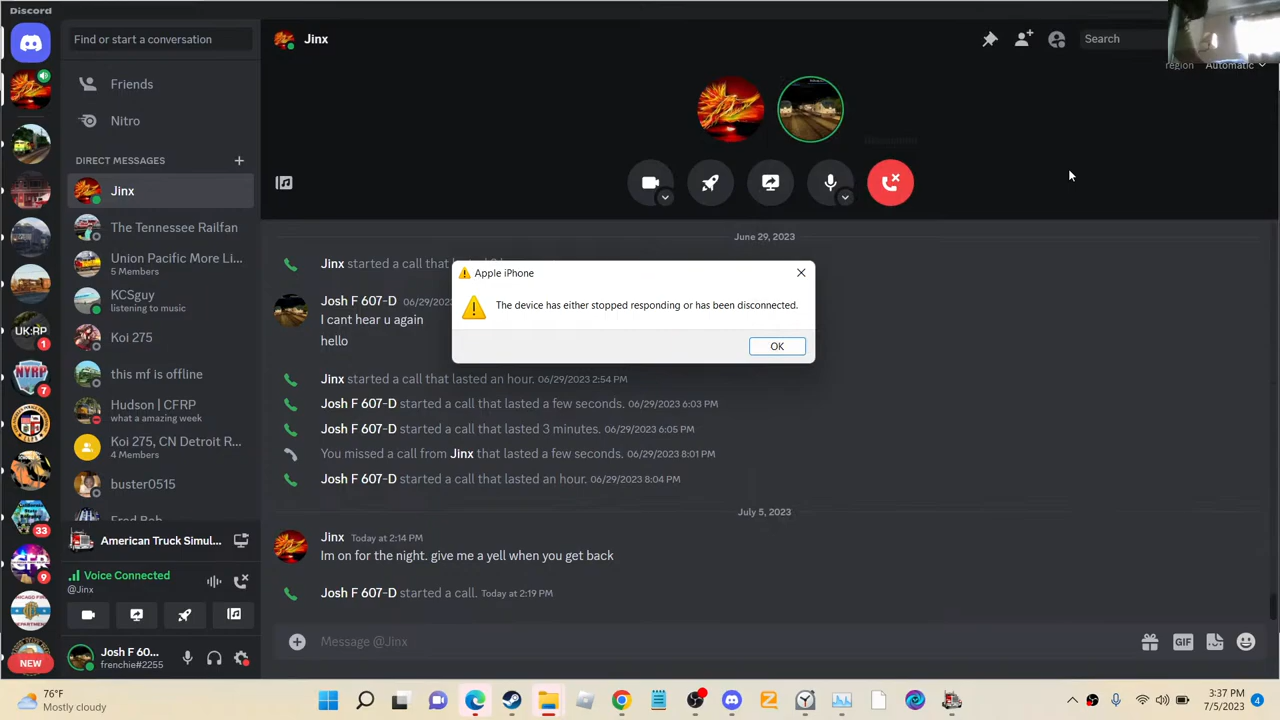 Discord
Find or start a conversation
Friends
Nitro
DIRECT MESSAGES
Jinx
The Tennessee Railfan
Union Pacific More Li...
5 Members
KCSguy
listening to music
Koi 275
this mf is offline
Hudson | CFRP
what a amazing week
Koi 275, CN Detroit R...
4 Members
buster0515
Fred Bob
American Truck Simul...
Voice Connected
@Jinx
Josh F 60...
frenchie#2255
UK:RP
1
NYRP
7
33
9
NEW
Jinx
Search
region Automatic
June 29, 2023
Jinx started a call that
Josh F 607-D 06/29/202
I cant hear u again
hello
Apple iPhone
The device has either stopped responding or has been disconnected.
OK
Jinx started a call that lasted an hour. 06/29/2023 2:54 PM
Josh F 607-D started a call that lasted a few seconds. 06/29/2023 6:03 PM
Josh F 607-D started a call that lasted 3 minutes. 06/29/2023 6:05 PM
You missed a call from Jinx that lasted a few seconds. 06/29/2023 8:01 PM
Josh F 607-D started a call that lasted an hour. 06/29/2023 8:04 PM
July 5, 2023
Jinx Today at 2:14 PM
Im on for the night. give me a yell when you get back
Josh F 607-D started a call. Today at 2:19 PM
Message @Jinx
GIF
76°F
Mostly cloudy
3:37 PM
7/5/2023
4